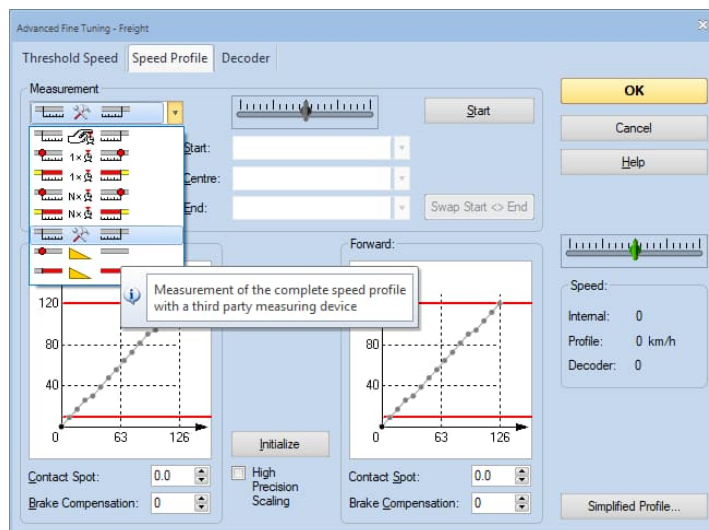 Advanced Fine Tuning - Freight
Threshold Speed Speed Profile Decoder
Measurement
Start
1×
1×
N×
N×
Start:
Centre:
End:
Swap Start <> End
Measurement of the complete speed profile
with a third party measuring device
120
80
40
0 63 126
Contact Spot: 0.0
Brake Compensation: 0
Initialize
High
Precision
Scaling
Forward:
80
40
0 63 126
Contact Spot: 0.0
Brake Compensation: 0
OK
Cancel
Help
Speed:
Internal: 0
Profile: 0 km/h
Decoder: 0
Simplified Profile...